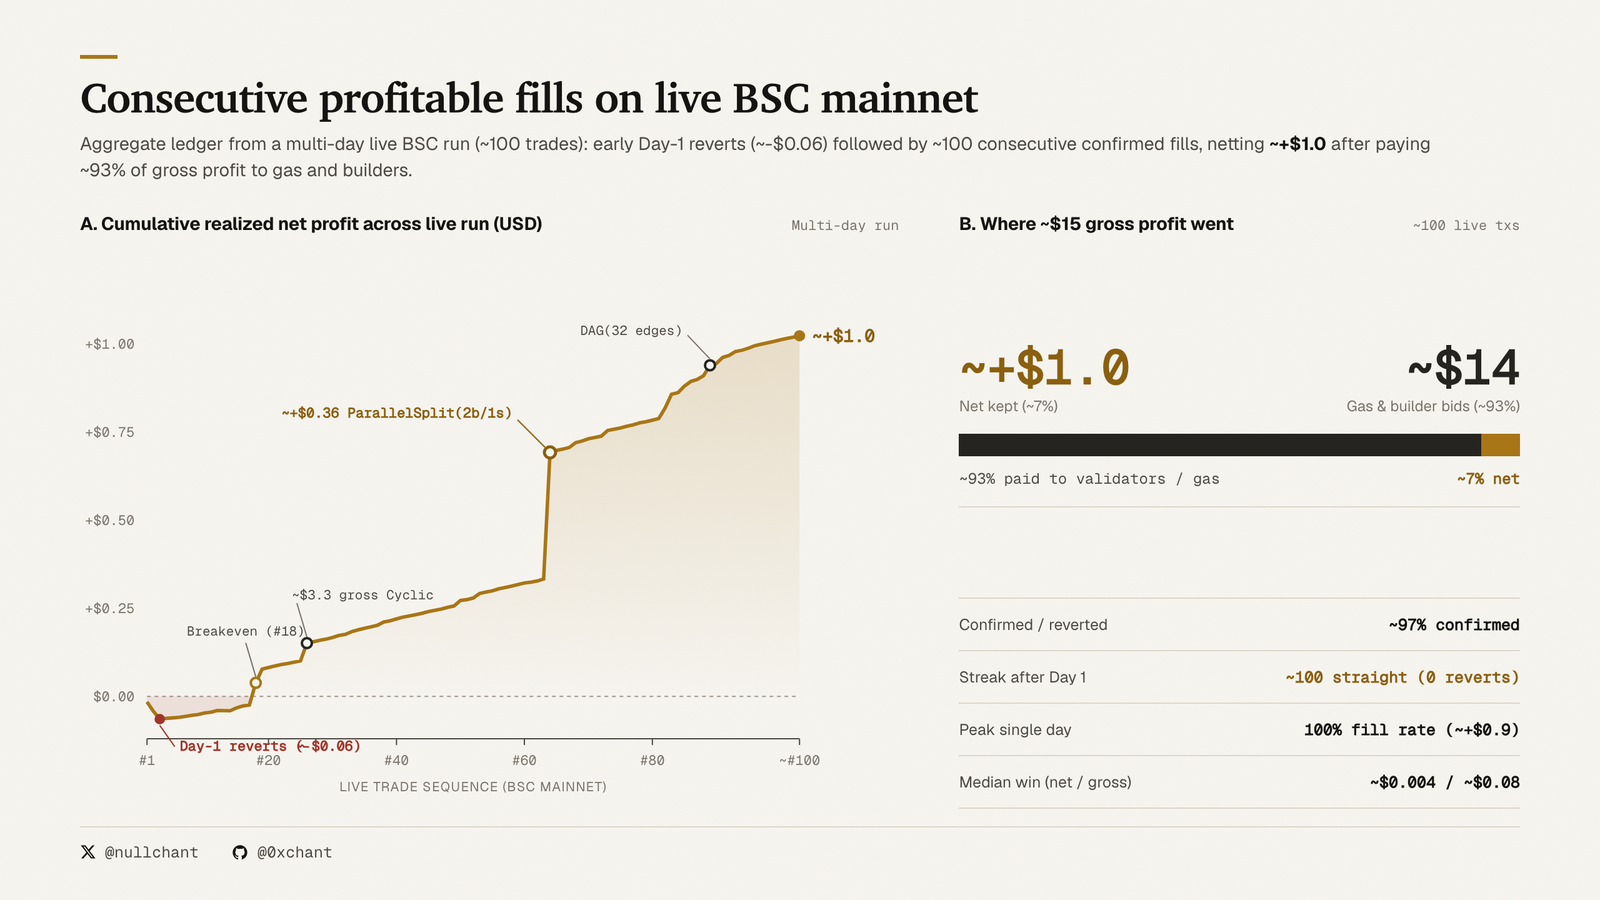 Consecutive profitable fills on live BSC mainnet
Aggregate ledger from a multi-day live BSC run (~100 trades): early Day-1 reverts (~-$0.06) followed by ~100 consecutive confirmed fills, netting ~+$1.0 after paying
~93% of gross profit to gas and builders.
A. Cumulative realized net profit across live run (USD)
Multi-day run
+$1.00
+$0.75
+$0.50
+$0.25
$0.00
DAG(32 edges)
~+$1.0
~+$0.36 ParallelSplit(2b/1s)
~$3.3 gross Cyclic
Breakeven (#18)
Day-1 reverts (~-$0.06)
#1
#20
#40
#60
#80
~#100
LIVE TRADE SEQUENCE (BSC MAINNET)
B. Where ~$15 gross profit went
~100 live txs
~+$1.0
~$14
Net kept (~7%)
Gas & builder bids (~93%)
~93% paid to validators / gas
~7% net
Confirmed / reverted
~97% confirmed
Streak after Day 1
~100 straight (0 reverts)
Peak single day
100% fill rate (~+$0.9)
Median win (net / gross)
~$0.004 / ~$0.08
@nullchant
@0xchant